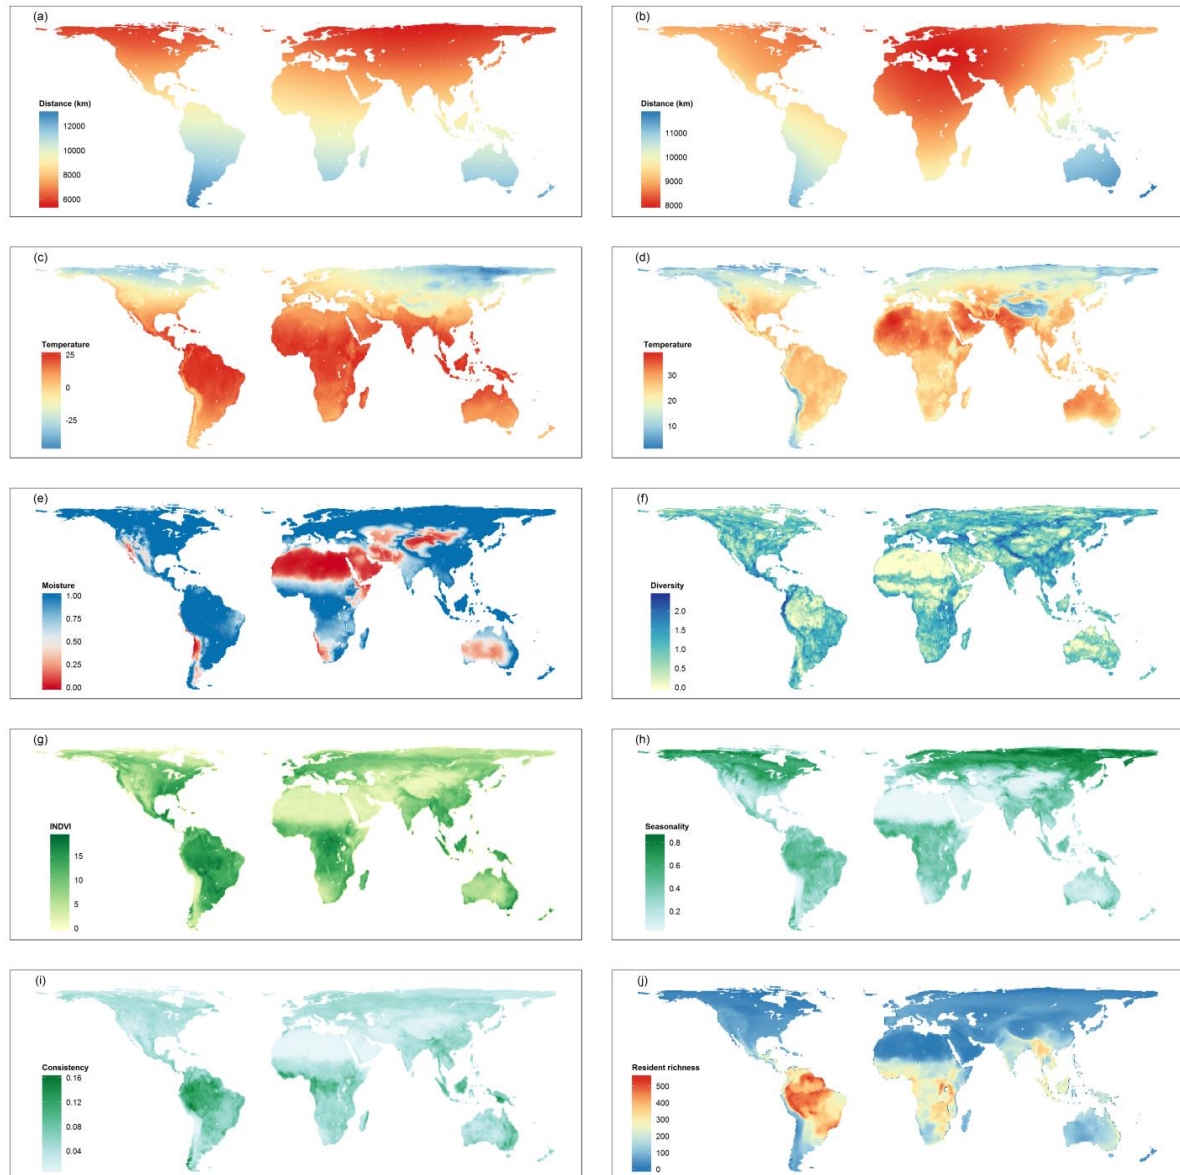 (a)
Distance (km)
12000
10000
8000
6000
(b)
Distance (km)
11000
10000
9000
8000
(c)
Temperature
25
0
-25
(d)
Temperature
30
20
10
(e)
Moisture
1.00
0.75
0.50
0.25
0.00
(f)
Diversity
2.0
1.5
1.0
0.5
0.0
(g)
INDVI
15
10
5
0
(h)
Seasonality
0.8
0.6
0.4
0.2
(i)
Consistency
0.16
0.12
0.08
0.04
(j)
Resident richness
500
400
300
200
100
0